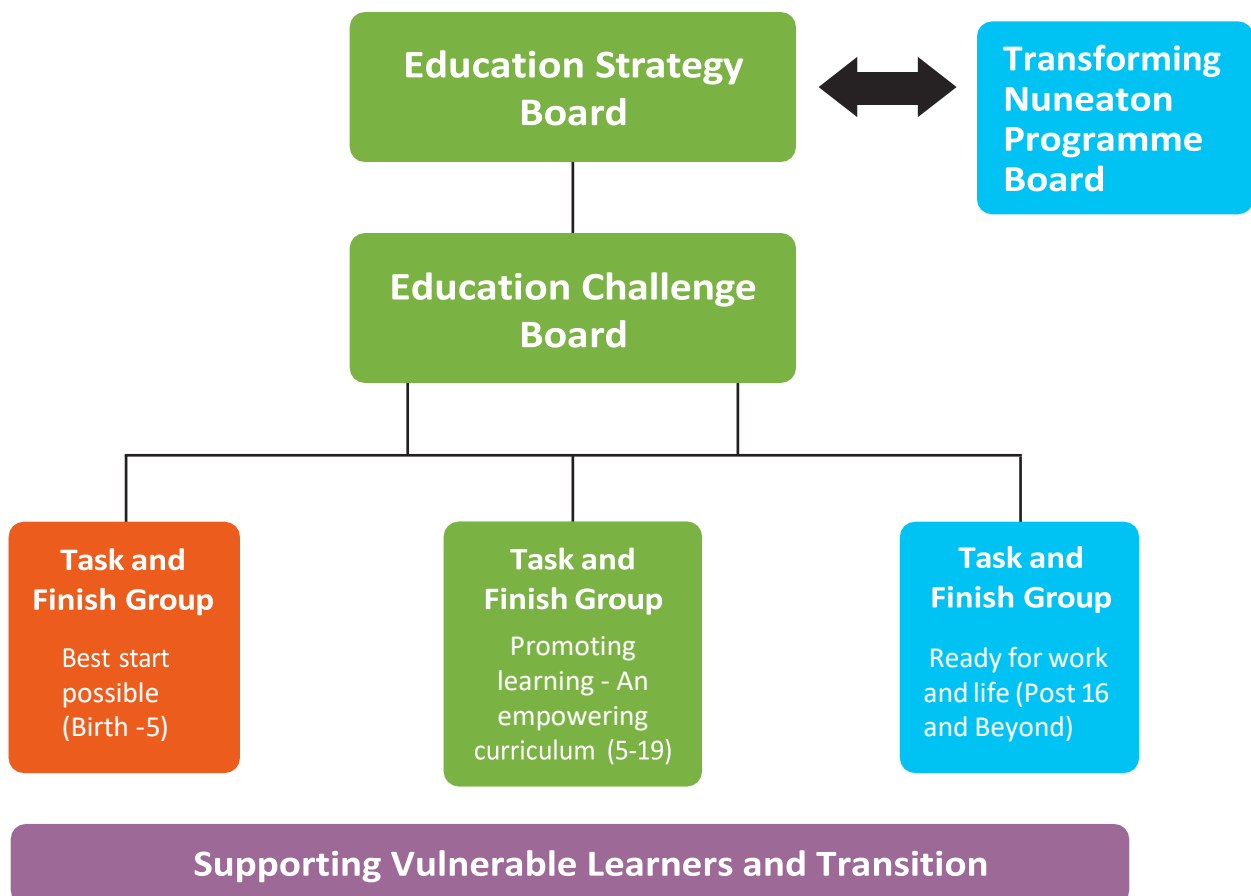 Education Strategy
Board
Transforming
Nuneaton
Programme
Board
Education Challenge
Board
Task and
Finish Group
Best start
possible
(Birth -5)
Task and
Finish Group
Promoting
learning - An
empowering
curriculum (5-19)
Task and
Finish Group
Ready for work
and life (Post 16
and Beyond)
Supporting Vulnerable Learners and Transition